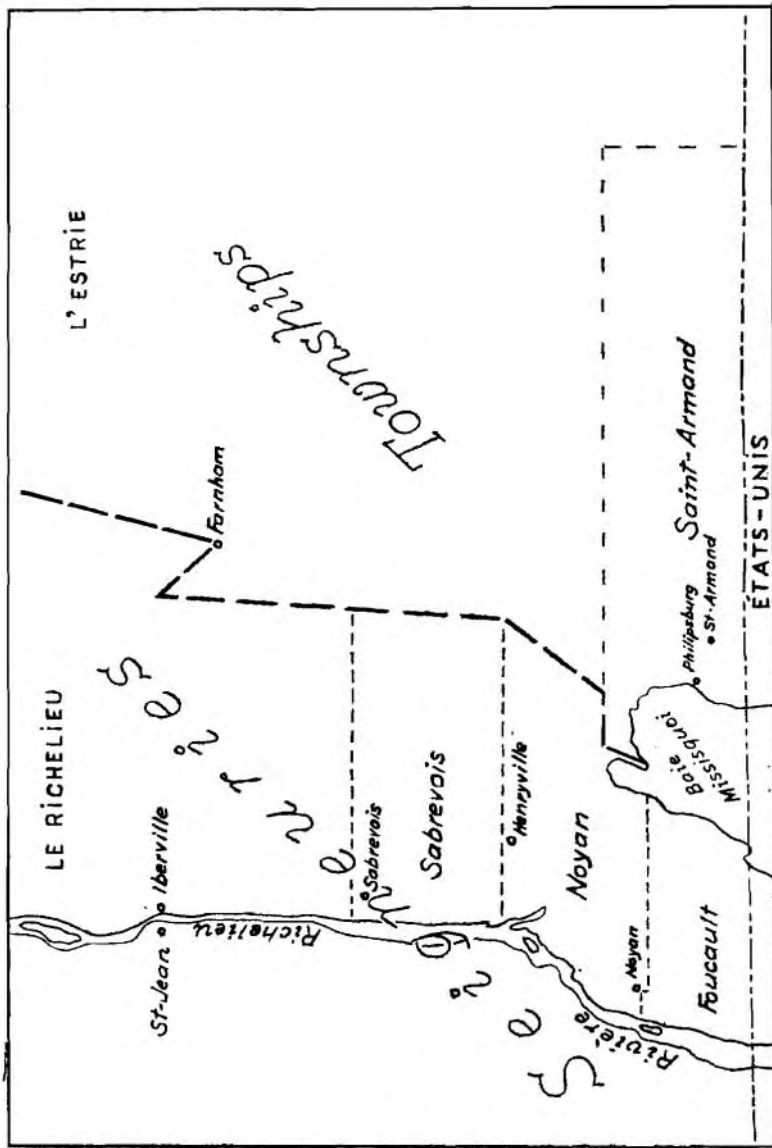 LE RICHELIEU
L'ESTRIE
St-Jean
Iberville
Farnham
Richelieu
Seigneuries
Townships
Sabrevois
Sabrevois
Henryville
Noyan
Noyan
Rivière
Foucault
Baie
Missisquoi
Philipsburg
St-Armand
Saint-Armand
ÉTATS-UNIS